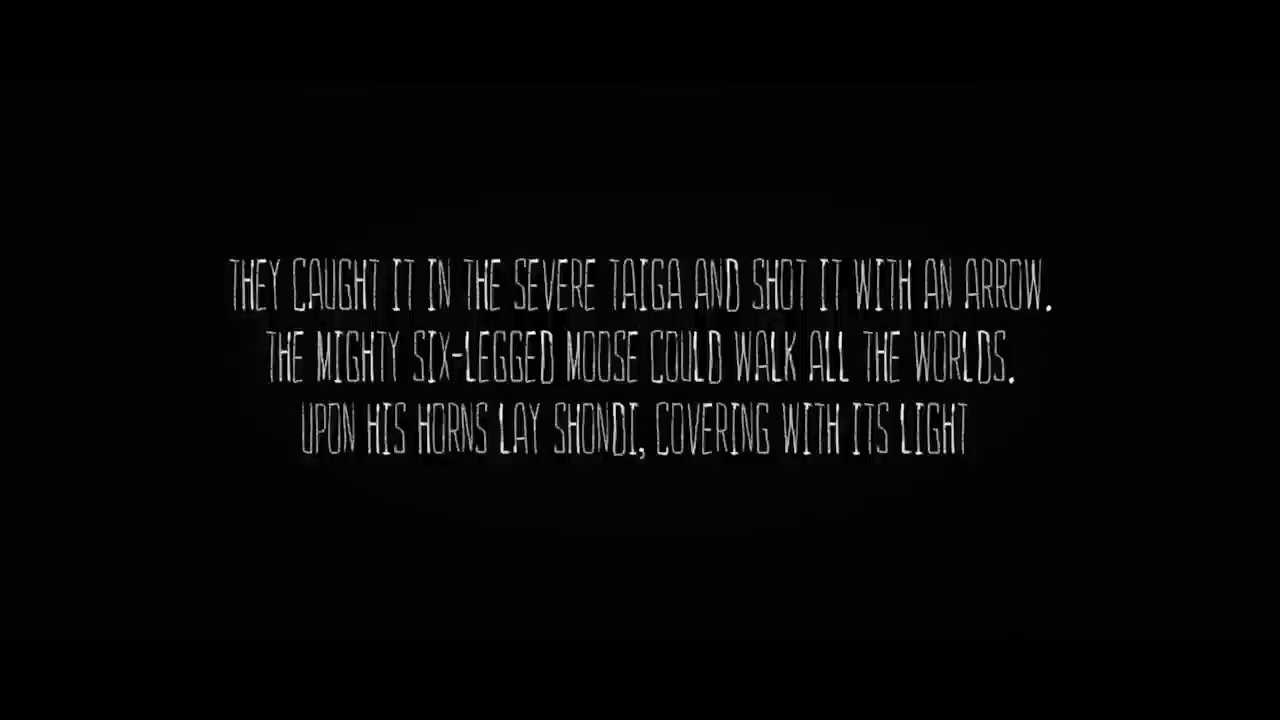 THEY CAUGHT IT IN THE SEVERE TAIGA AND SHOT IT WITH AN ARROW.
THE MIGHTY SIX-LEGGED MOOSE COULD WALK ALL THE WORLDS.
UPON HIS HORNS LAY SHONDI, COVERING WITH ITS LIGHT